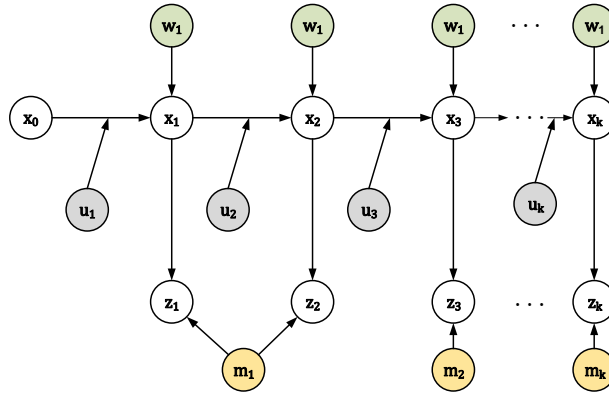 w₁ w₁ w₁ . . . w₁
x₀ x₁ x₂ x₃ . . . xₖ
u₁ u₂ u₃ uₖ
z₁ z₂ z₃ . . . zₖ
m₁ m₂ mₖ